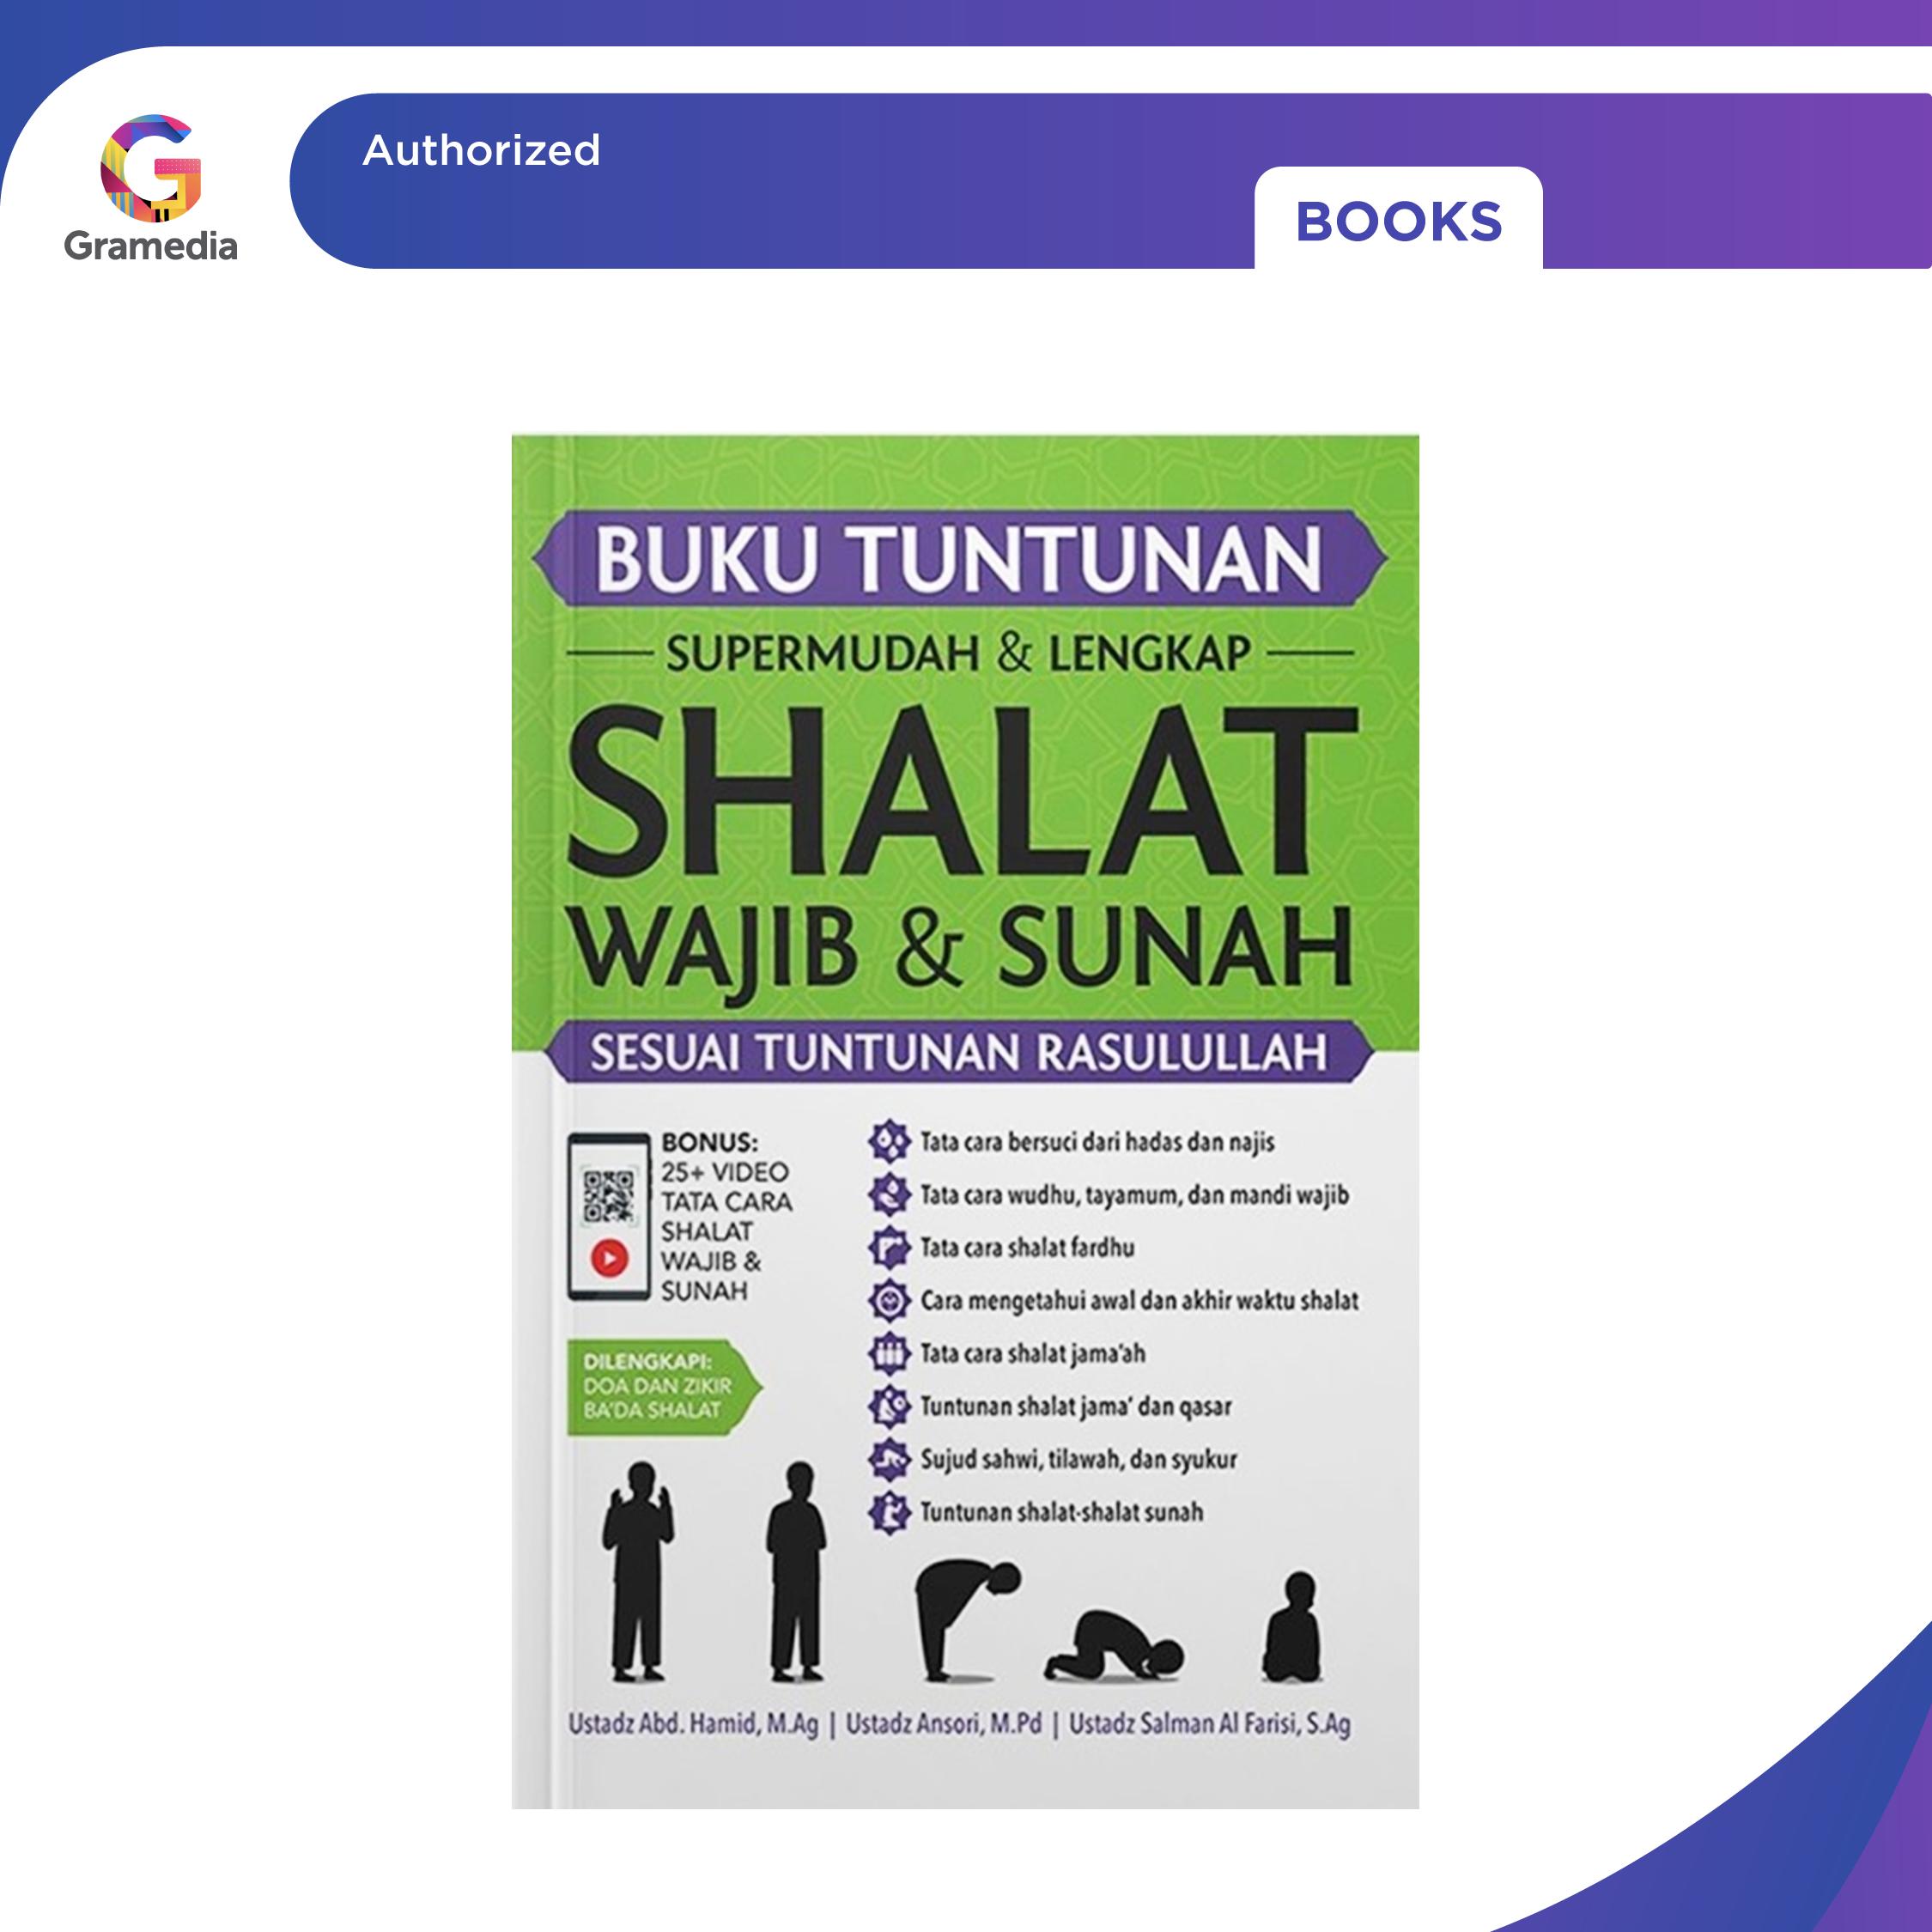 Gramedia
Authorized
BOOKS
BUKU TUNTUNAN
SUPERMUDAH & LENGKAP
SHALAT
WAJIB & SUNAH
SESUAI TUNTUNAN RASULULLAH
BONUS:
25+ VIDEO
TATA CARA
SHALAT
WAJIB &
SUNAH
DILENGKAPI:
DOA DAN ZIKIR
BA'DA SHALAT
Tata cara bersuci dari hadas dan najis
Tata cara wudhu, tayamum, dan mandi wajib
Tata cara shalat fardhu
Cara mengetahui awal dan akhir waktu shalat
Tata cara shalat jama'ah
Tuntunan shalat jama' dan qasar
Sujud sahwi, tilawah, dan syukur
Tuntunan shalat-shalat sunah
Ustadz Abd. Hamid, M.Ag | Ustadz Ansori, M.Pd | Ustadz Salman Al Farisi, S.Ag